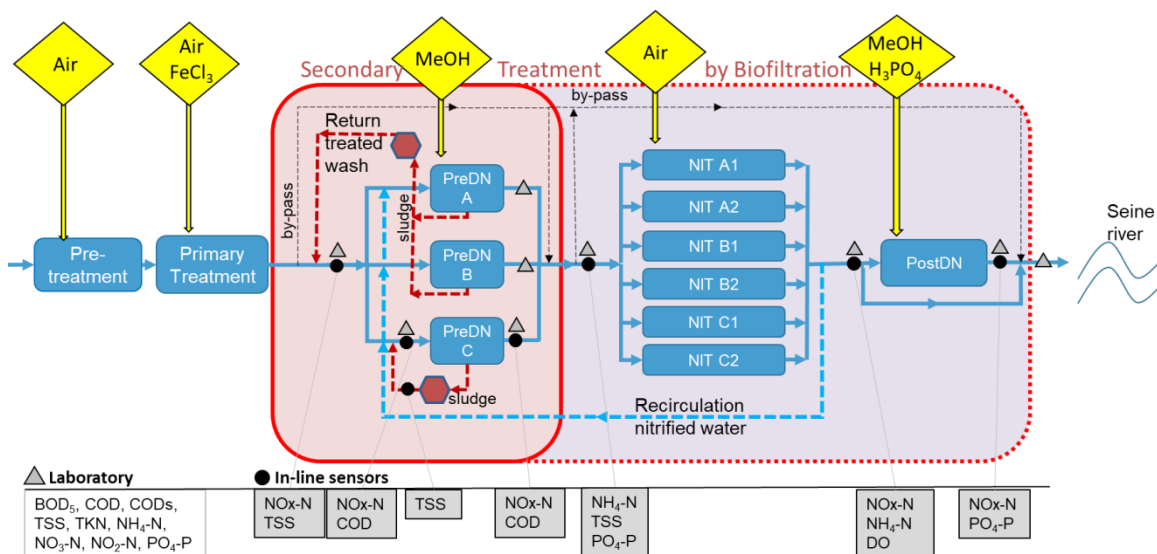 Air
Air
FeCl₃
MeOH
Air
MeOH
H₃PO₄
Secondary Treatment by Biofiltration
by-pass
by-pass
Return
treated
wash
by-pass
sludge
PreDN
A
PreDN
B
PreDN
C
sludge
NIT A1
NIT A2
NIT B1
NIT B2
NIT C1
NIT C2
Pre-
treatment
Primary
Treatment
PostDN
Seine
river
Recirculation
nitrified water
Laboratory
In-line sensors
BOD₅, COD, CODs,
TSS, TKN, NH₄-N,
NO₃-N, NO₂-N, PO₄-P
NOx-N
TSS
NOx-N
COD
TSS
NOx-N
COD
NH₄-N
TSS
PO₄-P
NOx-N
NH₄-N
DO
NOx-N
PO₄-P